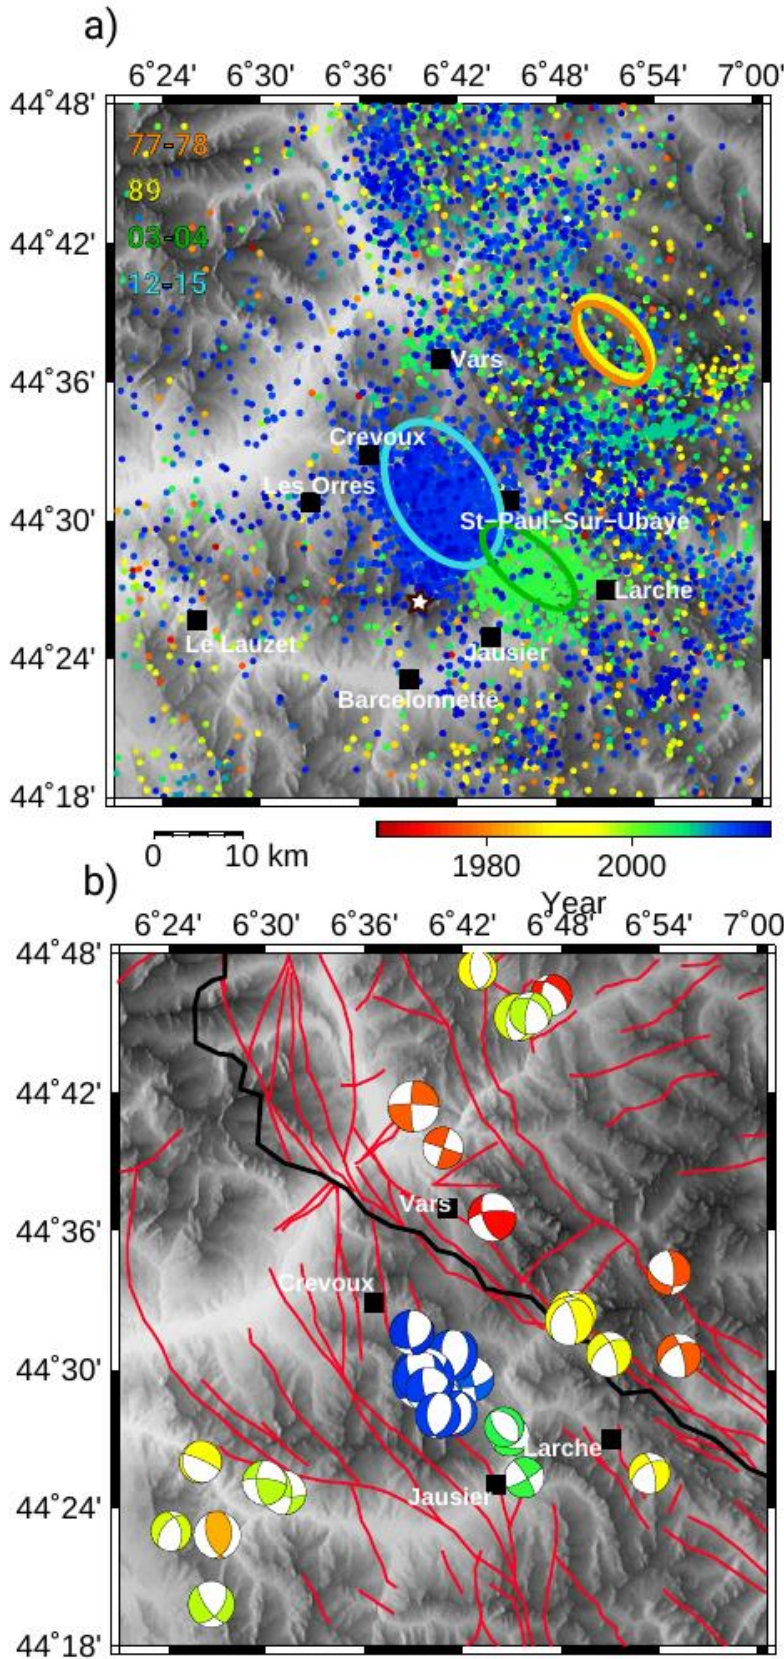 a)
6°24' 6°30' 6°36' 6°42' 6°48' 6°54' 7°00'
44°48'
77-78
89
03-04
44°42'
12-15
Vars
44°36'
Crevoux
Les Orres
44°30'
St-Paul-Sur-Ubaye
Larche
44°24'
Le Lauzet
Jausier
Barcelonnette
44°18'
0 10 km
1980 2000
Year
b)
6°24' 6°30' 6°36' 6°42' 6°48' 6°54' 7°00'
44°48'
44°42'
Vars
44°36'
Crevoux
44°30'
Larche
Jausier
44°24'
44°18'